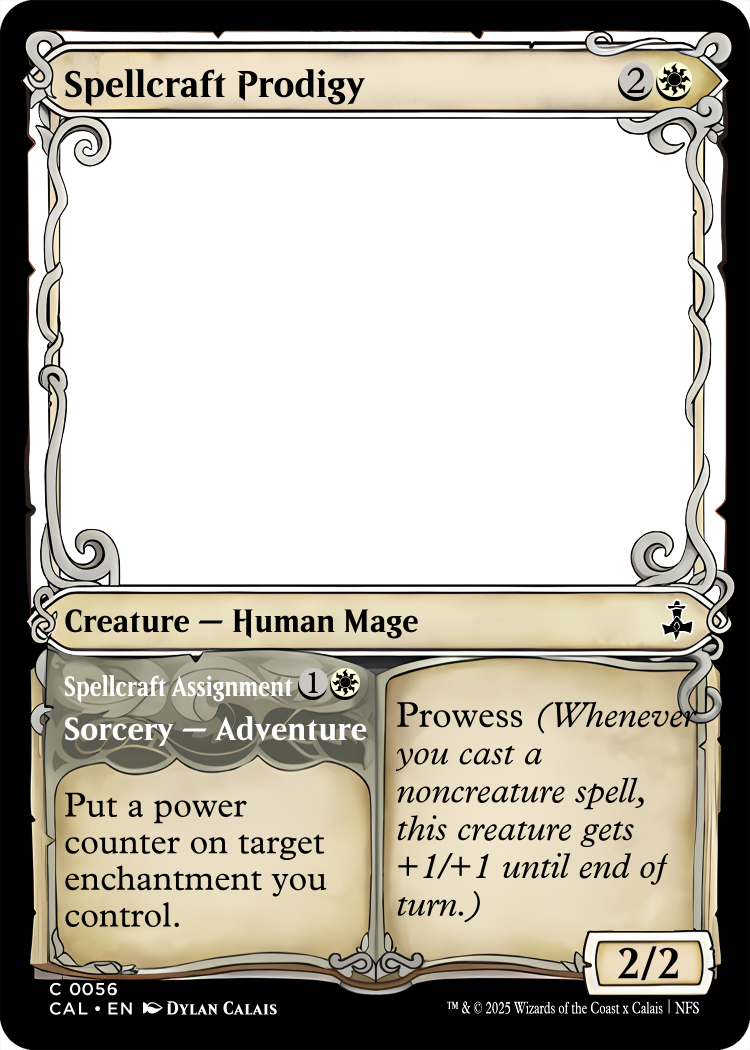 Spellcraft Prodigy 2
Creature — Human Mage
Spellcraft Assignment 1
Sorcery — Adventure
Put a power
counter on target
enchantment you
control.
Prowess (Whenever
you cast a
noncreature spell,
this creature gets
+1/+1 until end of
turn.)
2/2
C 0056
CAL • EN DYLAN CALAIS
™ & © 2025 Wizards of the Coast x Calais | NFS